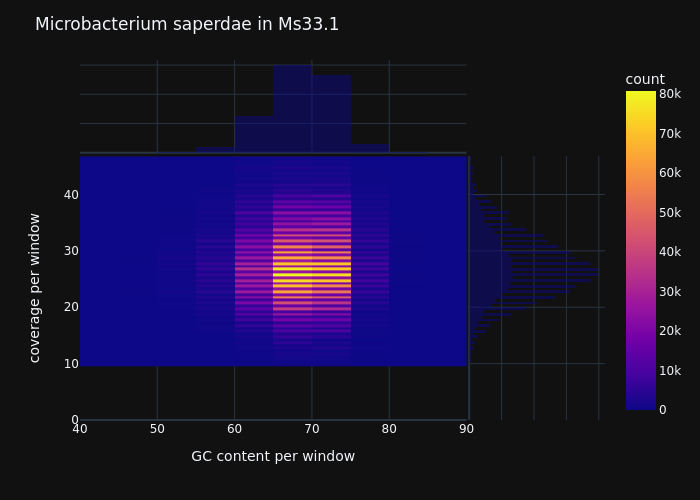 Microbacterium saperdae in Ms33.1
count
80k
70k
60k
50k
40k
30k
20k
10k
0
coverage per window
40
30
20
10
0
40 50 60 70 80 90
GC content per window